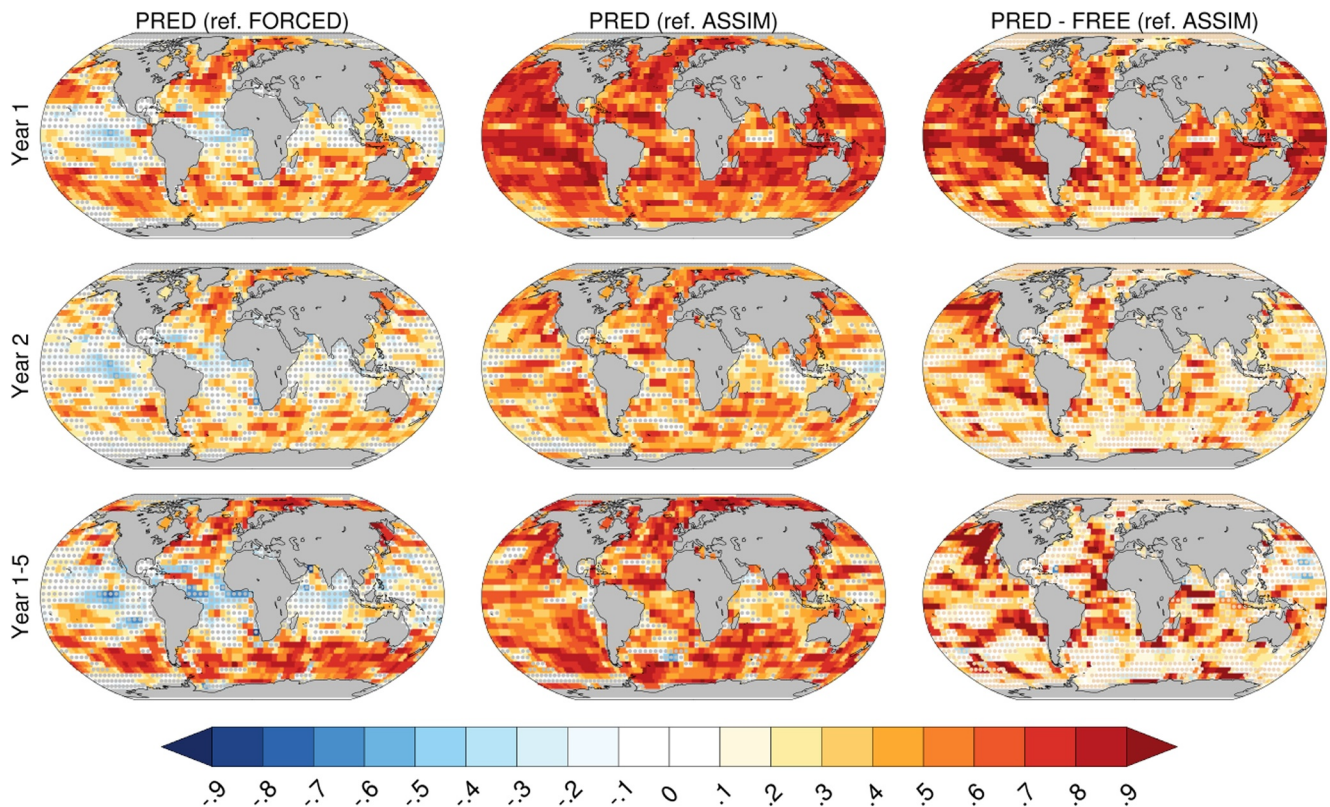 PRED (ref. FORCED) PRED (ref. ASSIM) PRED - FREE (ref. ASSIM)
Year 1
Year 2
Year 1-5
-.9 -.8 -.7 -.6 -.5 -.4 -.3 -.2 -.1 0 .1 .2 .3 .4 .5 .6 .7 .8 .9